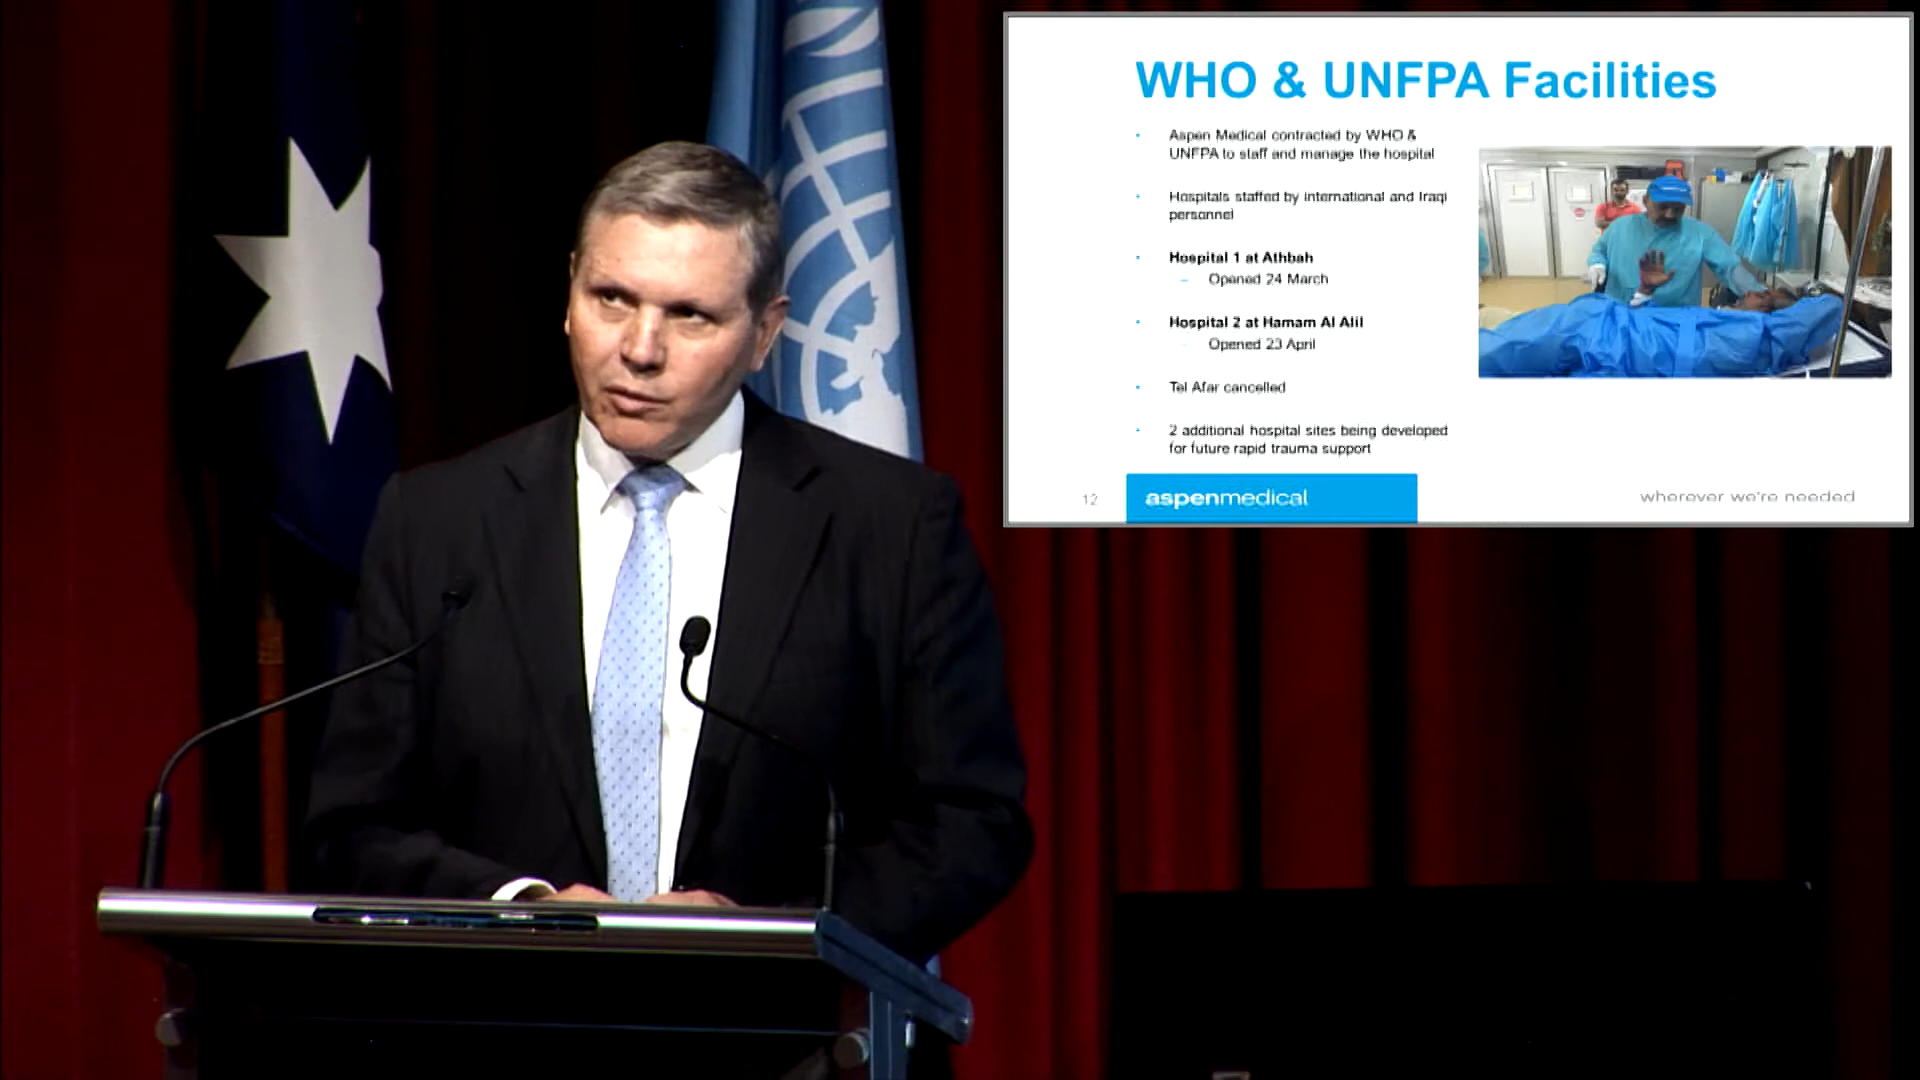 WHO & UNFPA Facilities
Aspen Medical contracted by WHO &
UNFPA to staff and manage the hospital
Hospitals staffed by international and Iraqi
personnel
Hospital 1 at Athbah
– Opened 24 March
Hospital 2 at Hamam Al Alil
Opened 23 April
Tel Afar cancelled
2 additional hospital sites being developed
for future rapid trauma support
12
aspenmedical
wherever we're needed